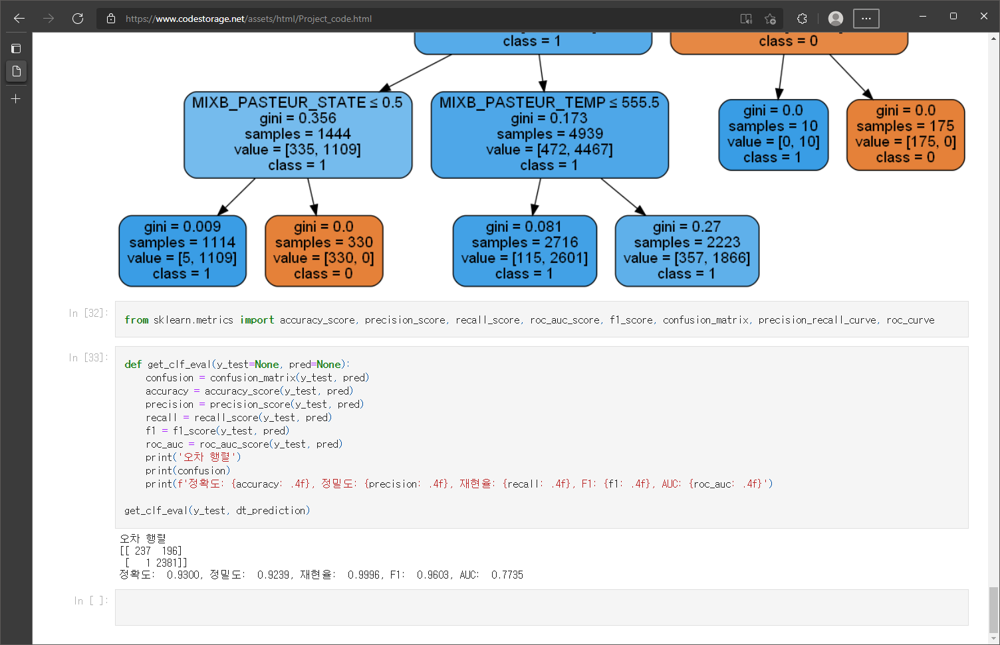 https://www.codestorage.net/assets/html/Project_code.html
class = 1
class = 0
MIXB_PASTEUR_STATE ≤ 0.5
gini = 0.356
samples = 1444
value = [335, 1109]
class = 1
MIXB_PASTEUR_TEMP ≤ 555.5
gini = 0.173
samples = 4939
value = [472, 4467]
class = 1
gini = 0.0
samples = 10
value = [0, 10]
class = 1
gini = 0.0
samples = 175
value = [175, 0]
class = 0
gini = 0.009
samples = 1114
value = [5, 1109]
class = 1
gini = 0.0
samples = 330
value = [330, 0]
class = 0
gini = 0.081
samples = 2716
value = [115, 2601]
class = 1
gini = 0.27
samples = 2223
value = [357, 1866]
class = 1
In [32]:
from sklearn.metrics import accuracy_score, precision_score, recall_score, roc_auc_score, f1_score, confusion_matrix, precision_recall_curve, roc_curve
In [33]:
def get_clf_eval(y_test=None, pred=None):
    confusion = confusion_matrix(y_test, pred)
    accuracy = accuracy_score(y_test, pred)
    precision = precision_score(y_test, pred)
    recall = recall_score(y_test, pred)
    f1 = f1_score(y_test, pred)
    roc_auc = roc_auc_score(y_test, pred)
    print('오차 행렬')
    print(confusion)
    print(f'정확도: {accuracy: .4f}, 정밀도: {precision: .4f}, 재현율: {recall: .4f}, F1: {f1: .4f}, AUC: {roc_auc: .4f}')
get_clf_eval(y_test, dt_prediction)
오차 행렬
[[ 237  196]
 [   1 2381]]
정확도:  0.9300, 정밀도:  0.9239, 재현율:  0.9996, F1:  0.9603, AUC:  0.7735
In [ ]: